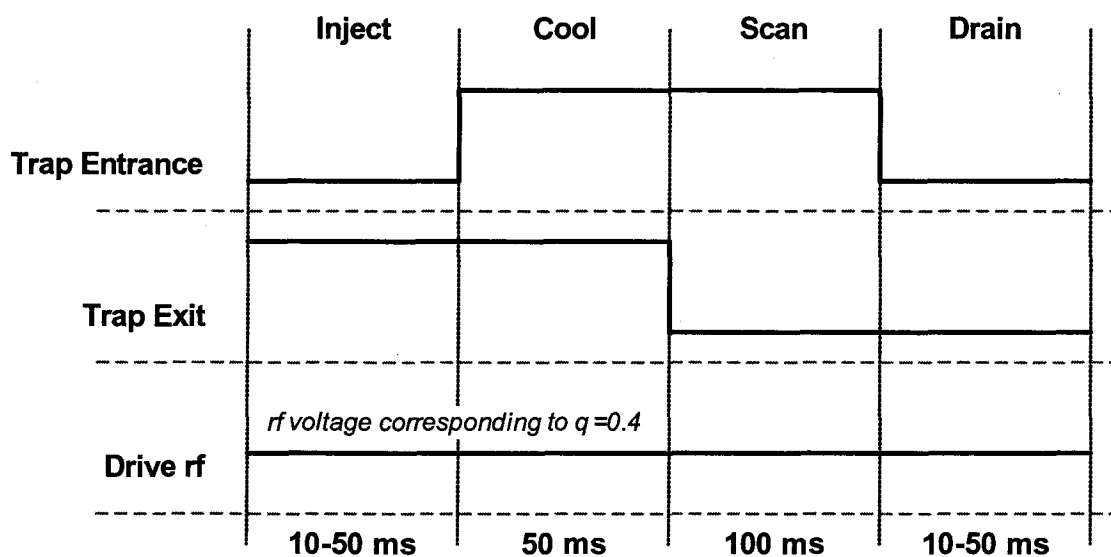 Inject Cool Scan Drain
Trap Entrance
Trap Exit
rf voltage corresponding to q=0.4
Drive rf
10-50 ms 50 ms 100 ms 10-50 ms